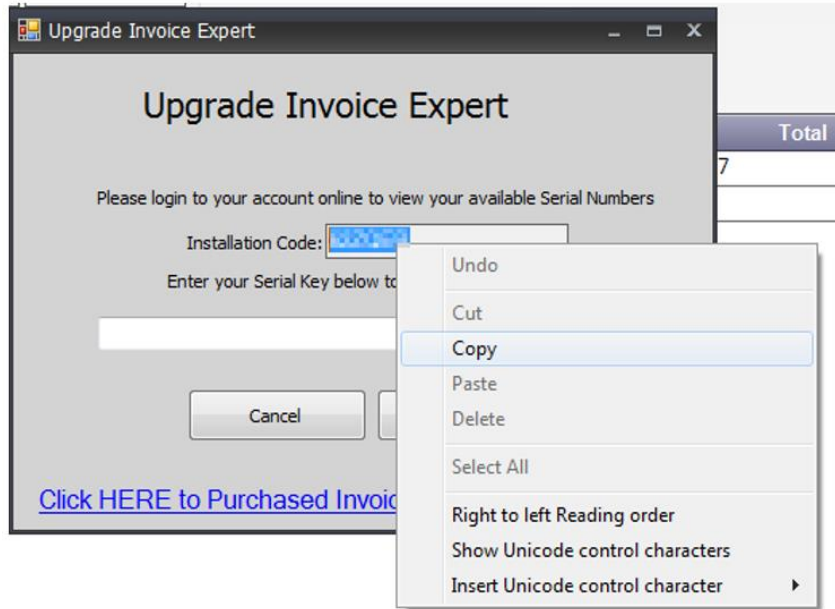 Upgrade Invoice Expert
Upgrade Invoice Expert
Total
7
Please login to your account online to view your available Serial Numbers
Installation Code:
Enter your Serial Key below to
Cancel
Click HERE to Purchased Invoic
Undo
Cut
Copy
Paste
Delete
Select All
Right to left Reading order
Show Unicode control characters
Insert Unicode control character